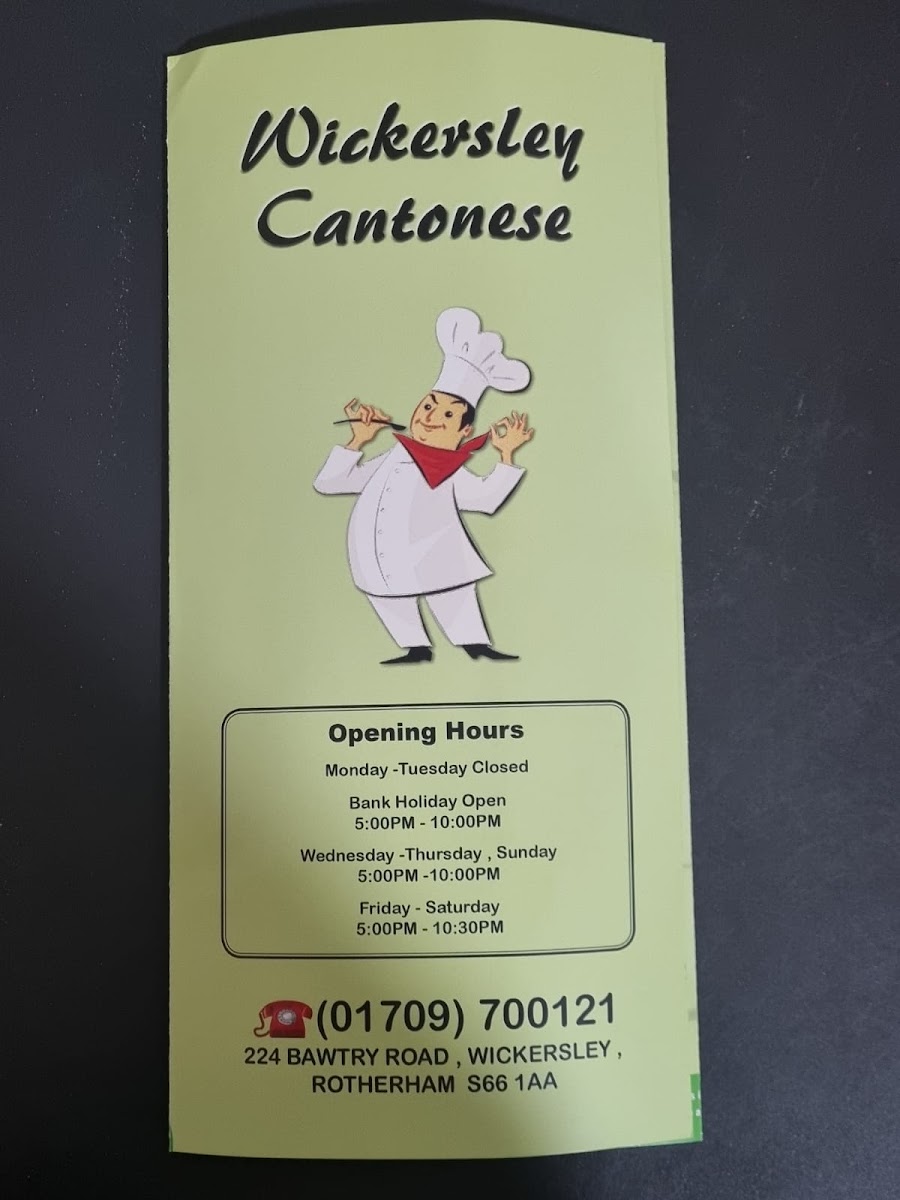 Wickersley
Cantonese
Opening Hours
Monday -Tuesday Closed
Bank Holiday Open
5:00PM - 10:00PM
Wednesday -Thursday , Sunday
5:00PM -10:00PM
Friday - Saturday
5:00PM - 10:30PM
(01709) 700121
224 BAWTRY ROAD , WICKERSLEY ,
ROTHERHAM S66 1AA